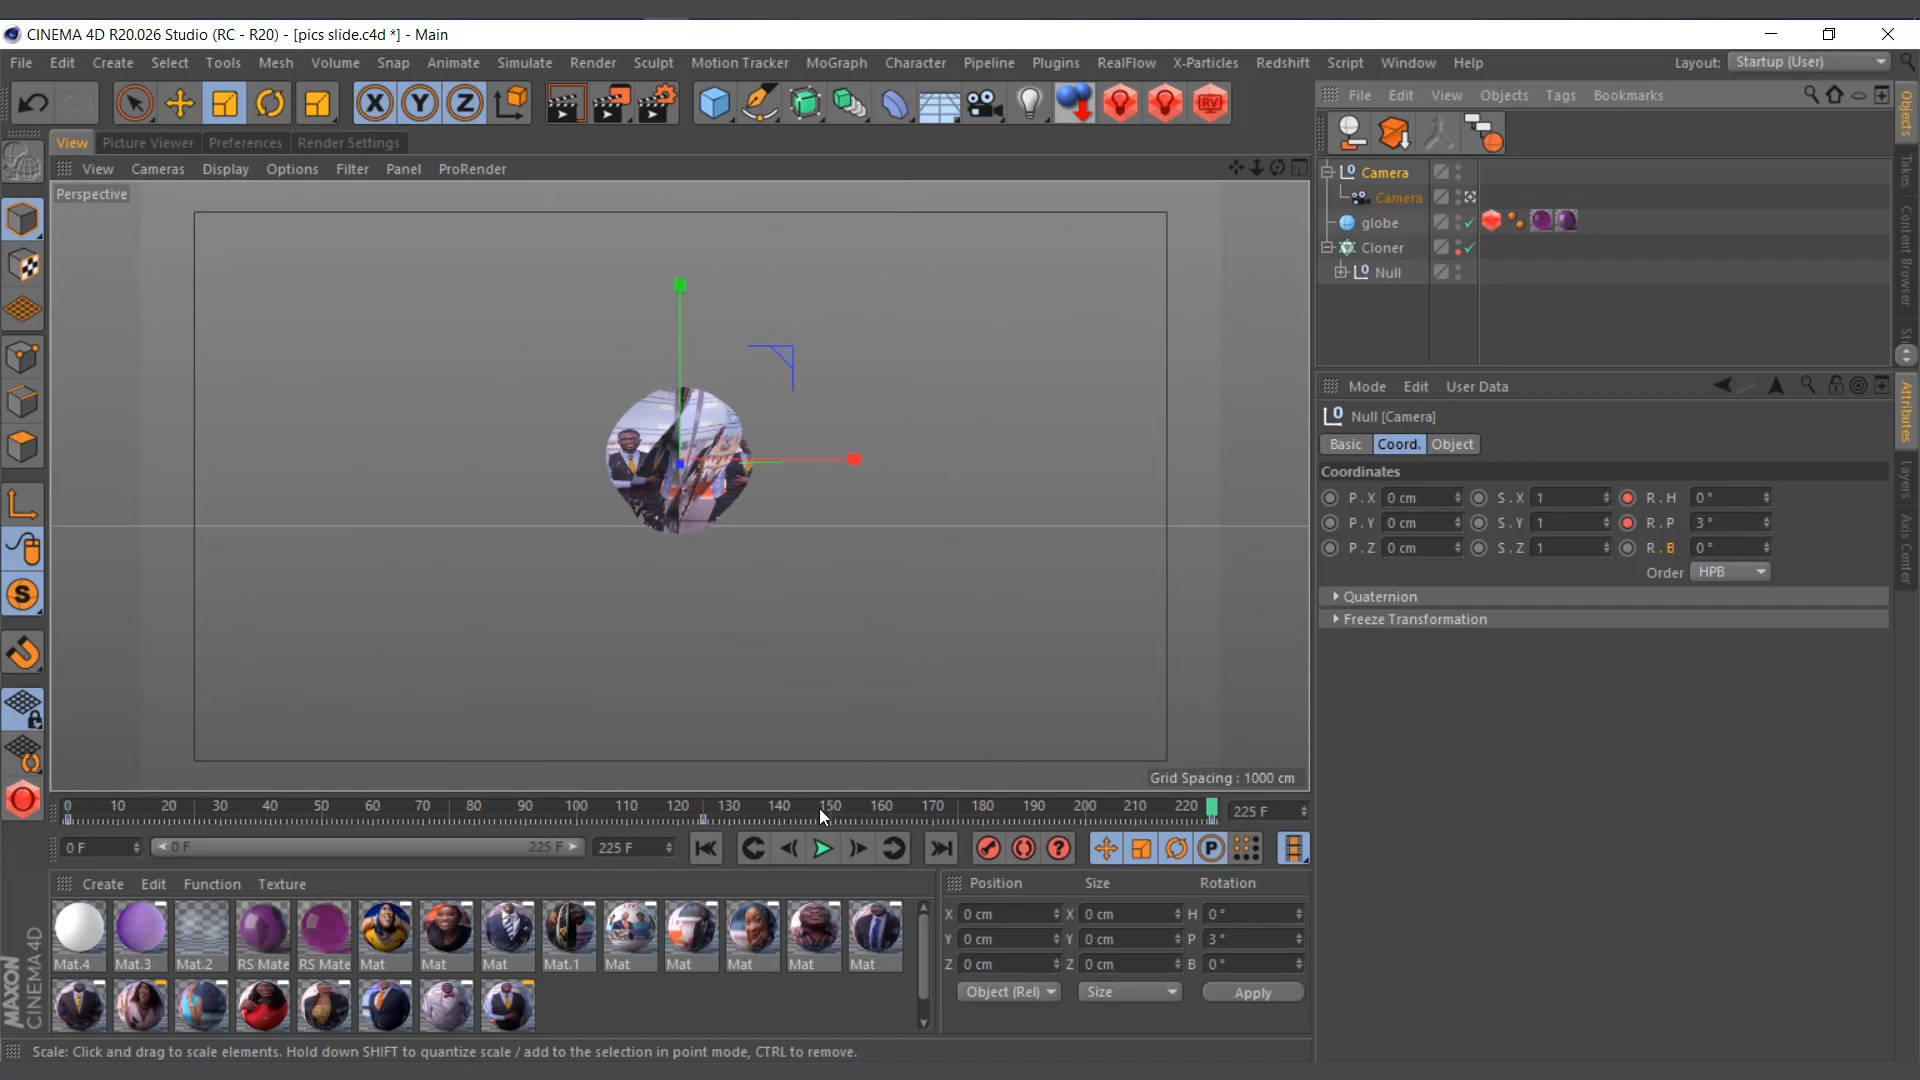 CINEMA 4D R20.026 Studio (RC - R20) - [pics slide.c4d *] - Main
File Edit Create Select Tools Mesh Volume Snap Animate Simulate Render Sculpt Motion Tracker MoGraph Character Pipeline Plugins RealFlow X-Particles Redshift Script Window Help Layout: Startup (User)
View Picture Viewer Preferences Render Settings
View Cameras Display Options Filter Panel ProRender
Perspective
Grid Spacing : 1000 cm
0 10 20 30 40 50 60 70 80 90 100 110 120 130 140 150 160 170 180 190 200 210 220 225 F
0 F 0 F 225 F 225 F
Create Edit Function Texture
Mat.4 Mat.3 Mat.2 RS Mate RS Mate Mat Mat Mat Mat.1 Mat Mat Mat Mat Mat
MAXON
CINEMA 4D
Position Size Rotation
X 0 cm X 0 cm H 0 °
Y 0 cm Y 0 cm P 3 °
Z 0 cm Z 0 cm B 0 °
Object (Rel) Size Apply
Scale: Click and drag to scale elements. Hold down SHIFT to quantize scale / add to the selection in point mode, CTRL to remove.
File Edit View Objects Tags Bookmarks
Camera
Camera
globe
Cloner
Null
Objects
Takes
Content Browser
Mode Edit User Data
Null [Camera]
Basic Coord. Object
Coordinates
P . X 0 cm S . X 1 R . H 0 °
P . Y 0 cm S . Y 1 R . P 3 °
P . Z 0 cm S . Z 1 R . B 0 °
Order HPB
Quaternion
Freeze Transformation
Attributes
Layers
Axis Center
X Y Z
RV
S
P